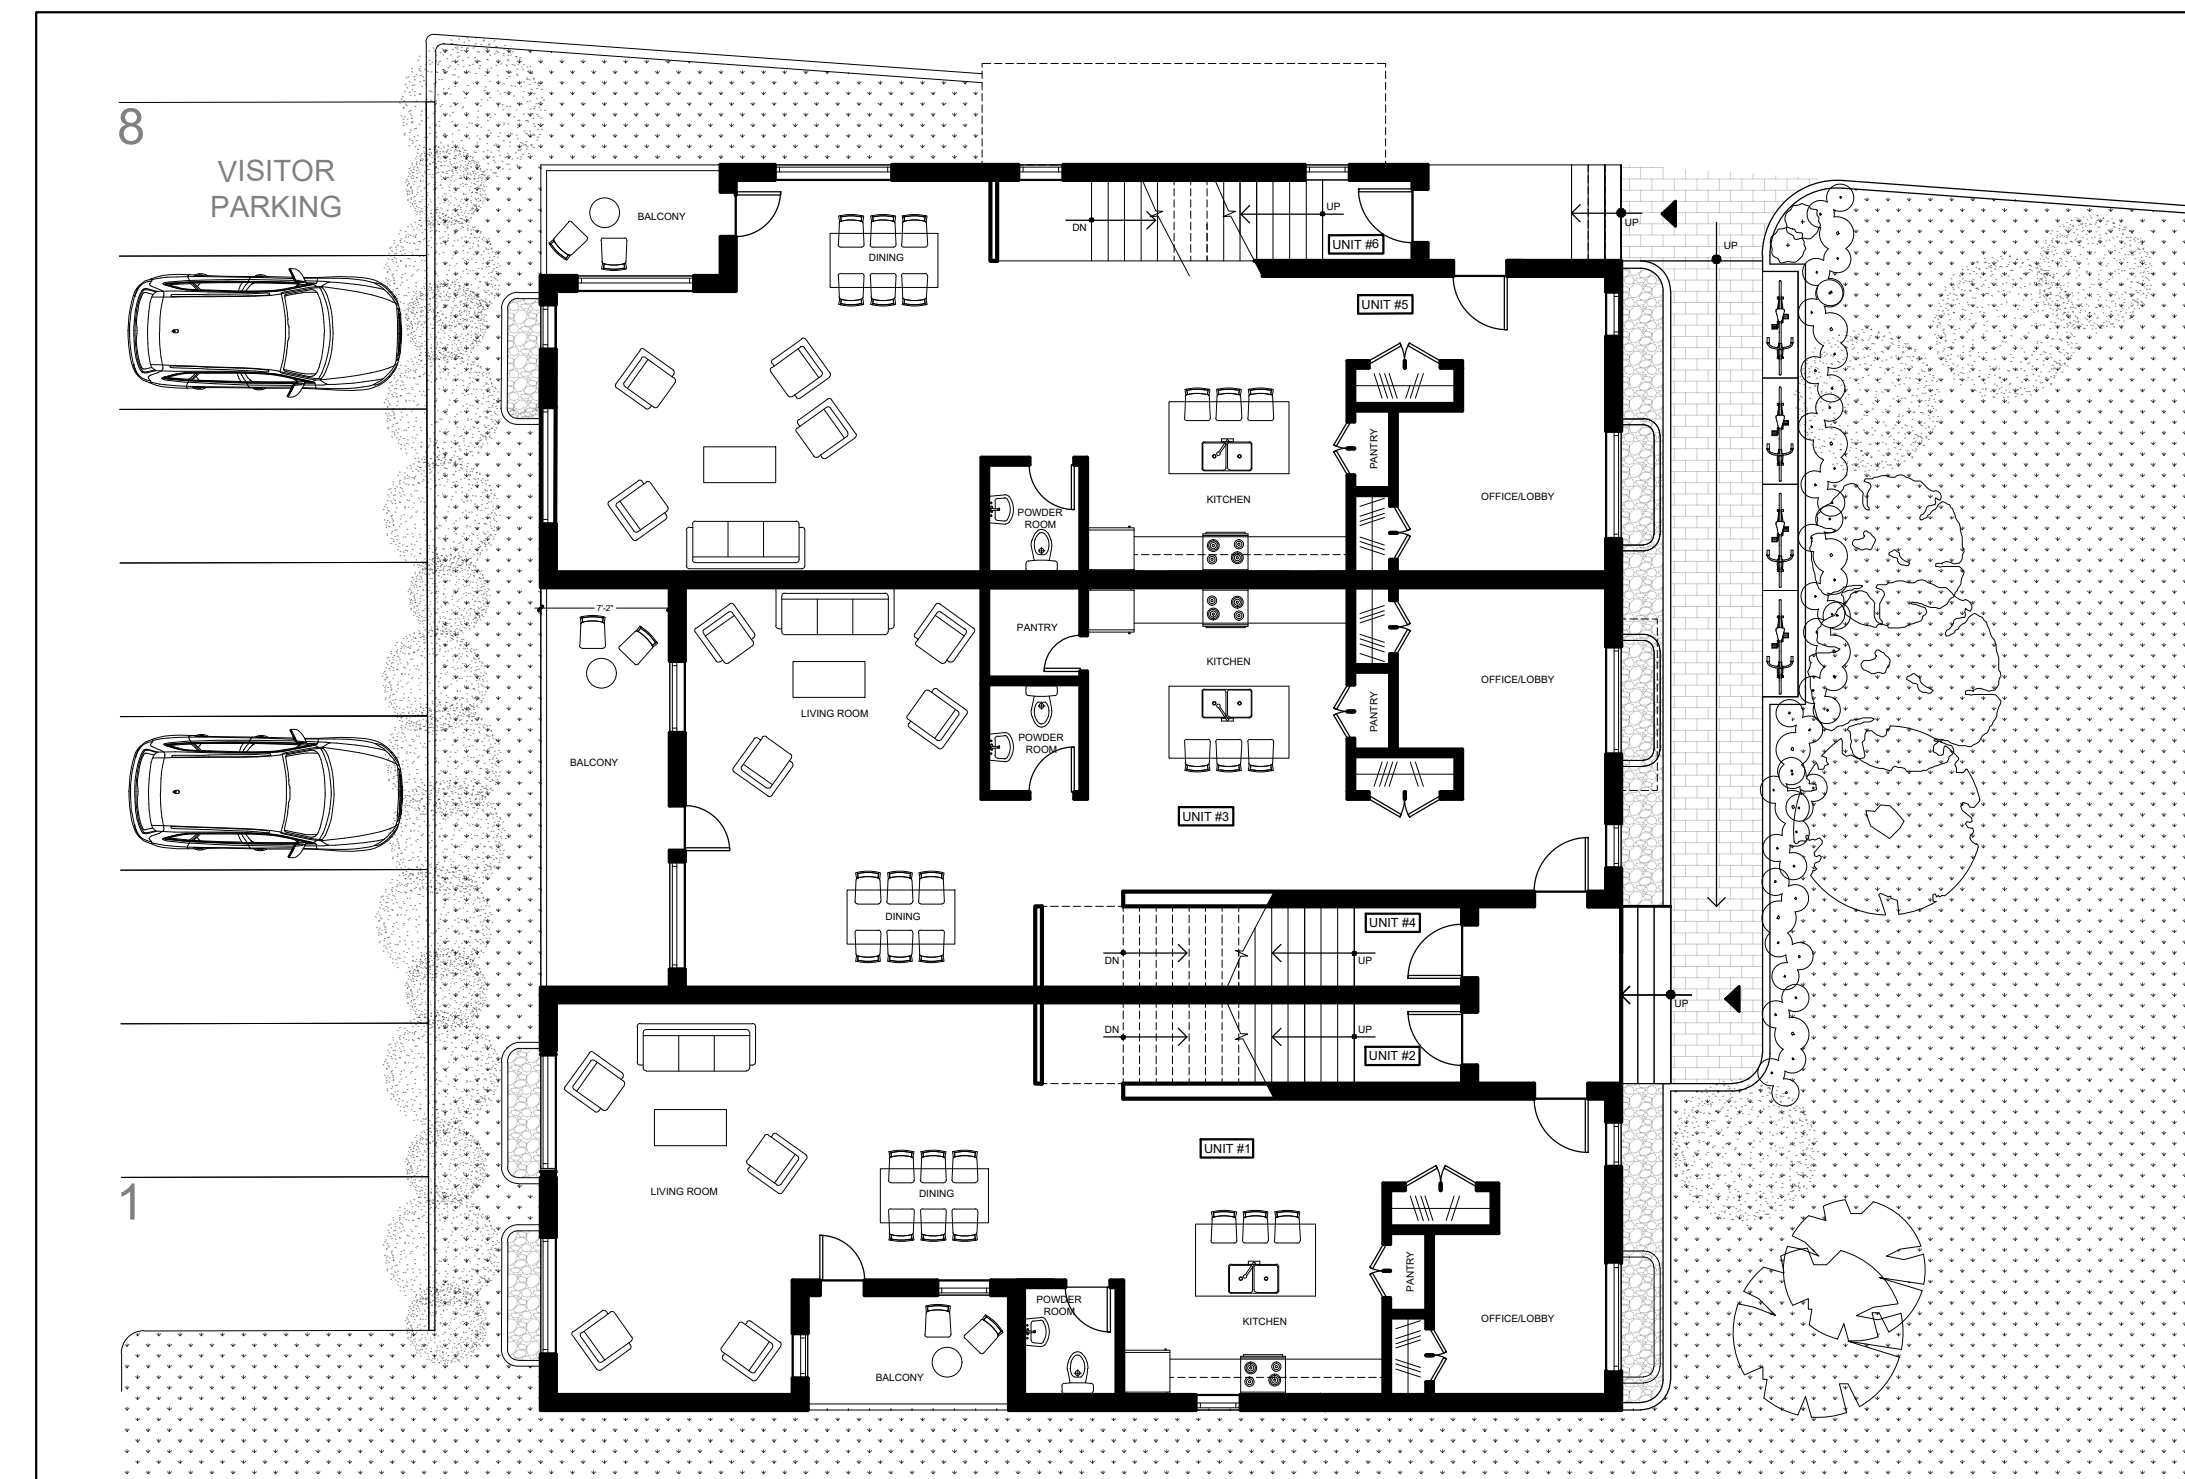 8
VISITOR
PARKING
BALCONY
DINING
DN
UP
UNIT #6
UP
UP
UNIT #5
PANTRY
KITCHEN
OFFICE/LOBBY
POWDER
ROOM
7'-2"
PANTRY
KITCHEN
OFFICE/LOBBY
LIVING ROOM
PANTRY
POWDER
ROOM
BALCONY
UNIT #3
DINING
UNIT #4
DN
UP
UP
DN
UP
UNIT #2
UNIT #1
1
LIVING ROOM
DINING
PANTRY
POWDER
ROOM
KITCHEN
OFFICE/LOBBY
BALCONY